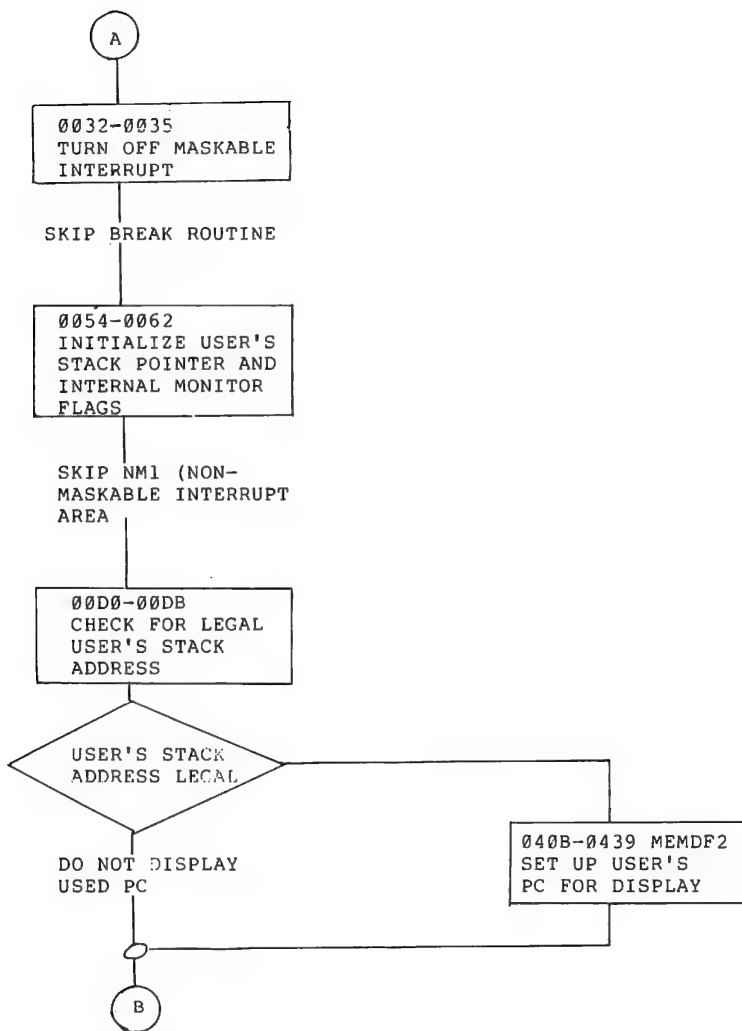 A
0032-0035
TURN OFF MASKABLE
INTERRUPT
SKIP BREAK ROUTINE
0054-0062
INITIALIZE USER'S
STACK POINTER AND
INTERNAL MONITOR
FLAGS
SKIP NM1 (NON-
MASKABLE INTERRUPT
AREA
00D0-00DB
CHECK FOR LEGAL
USER'S STACK
ADDRESS
USER'S STACK
ADDRESS LEGAL
040B-0439 MEMDF2
SET UP USER'S
PC FOR DISPLAY
DO NOT DISPLAY
USED PC
B